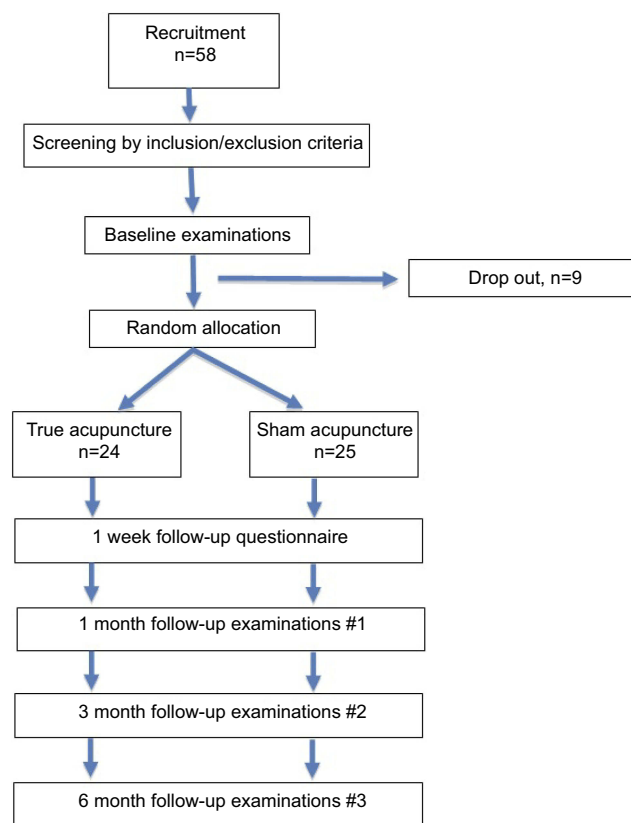 Recruitment
n=58
Screening by inclusion/exclusion criteria
Baseline examinations
Drop out, n=9
Random allocation
True acupuncture
n=24
Sham acupuncture
n=25
1 week follow-up questionnaire
1 month follow-up examinations #1
3 month follow-up examinations #2
6 month follow-up examinations #3